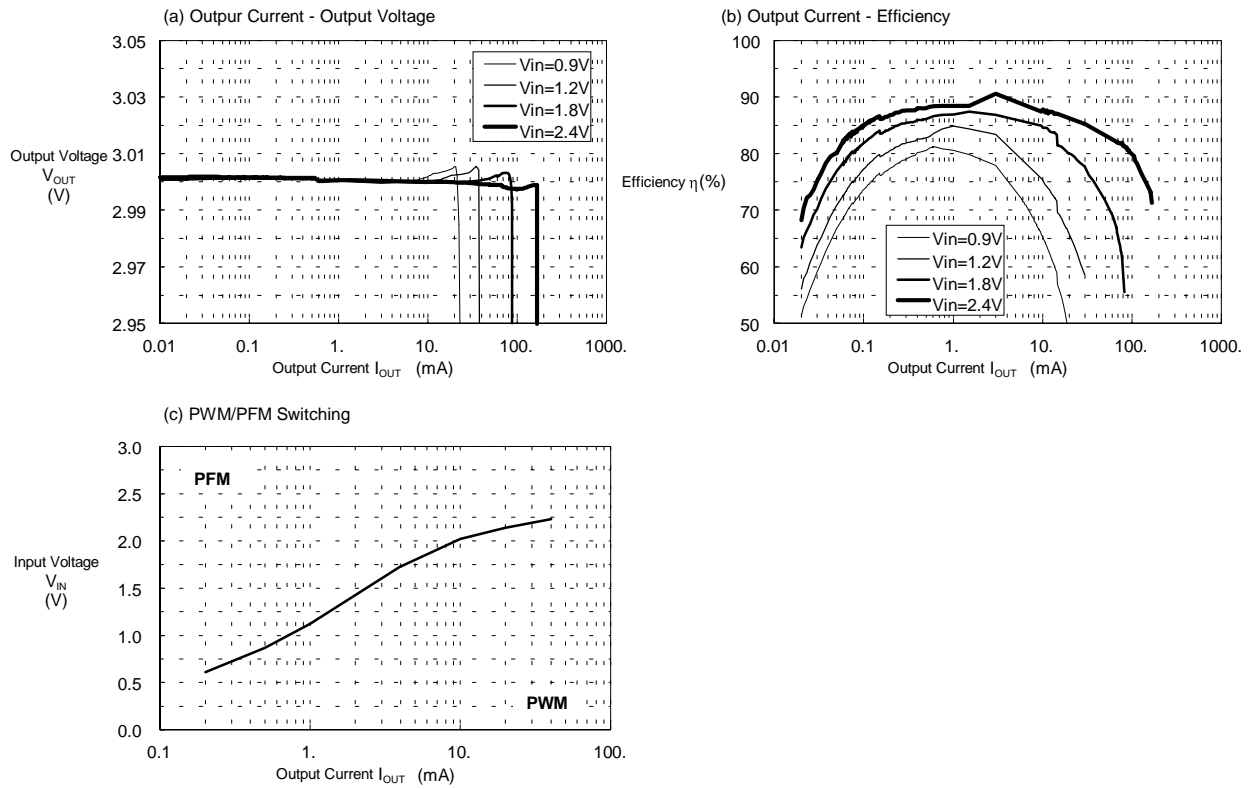 (a) Outpur Current - Output Voltage
3.05
3.03
3.01
2.99
2.97
2.95
Output Voltage
VOUT
(V)
Vin=0.9V
Vin=1.2V
Vin=1.8V
Vin=2.4V
0.01 0.1 1. 10. 100. 1000.
Output Current IOUT (mA)
(b) Output Current - Efficiency
100
90
80
70
60
50
Efficiency η(%)
Vin=0.9V
Vin=1.2V
Vin=1.8V
Vin=2.4V
0.01 0.1 1. 10. 100. 1000.
Output Current IOUT (mA)
(c) PWM/PFM Switching
3.0
2.5
2.0
1.5
1.0
0.5
0.0
Input Voltage
VIN
(V)
PFM
PWM
0.1 1. 10. 100.
Output Current IOUT (mA)